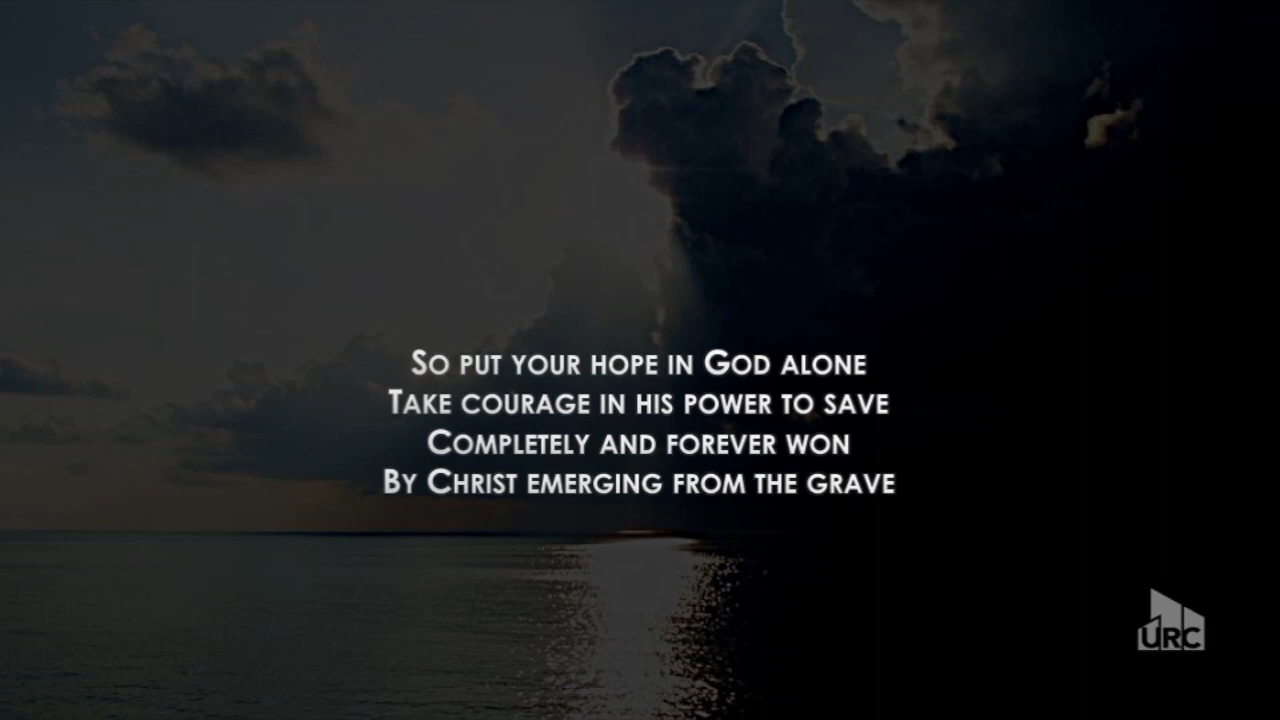 So put your hope in God alone
Take courage in his power to save
Completely and forever won
By Christ emerging from the grave
URC